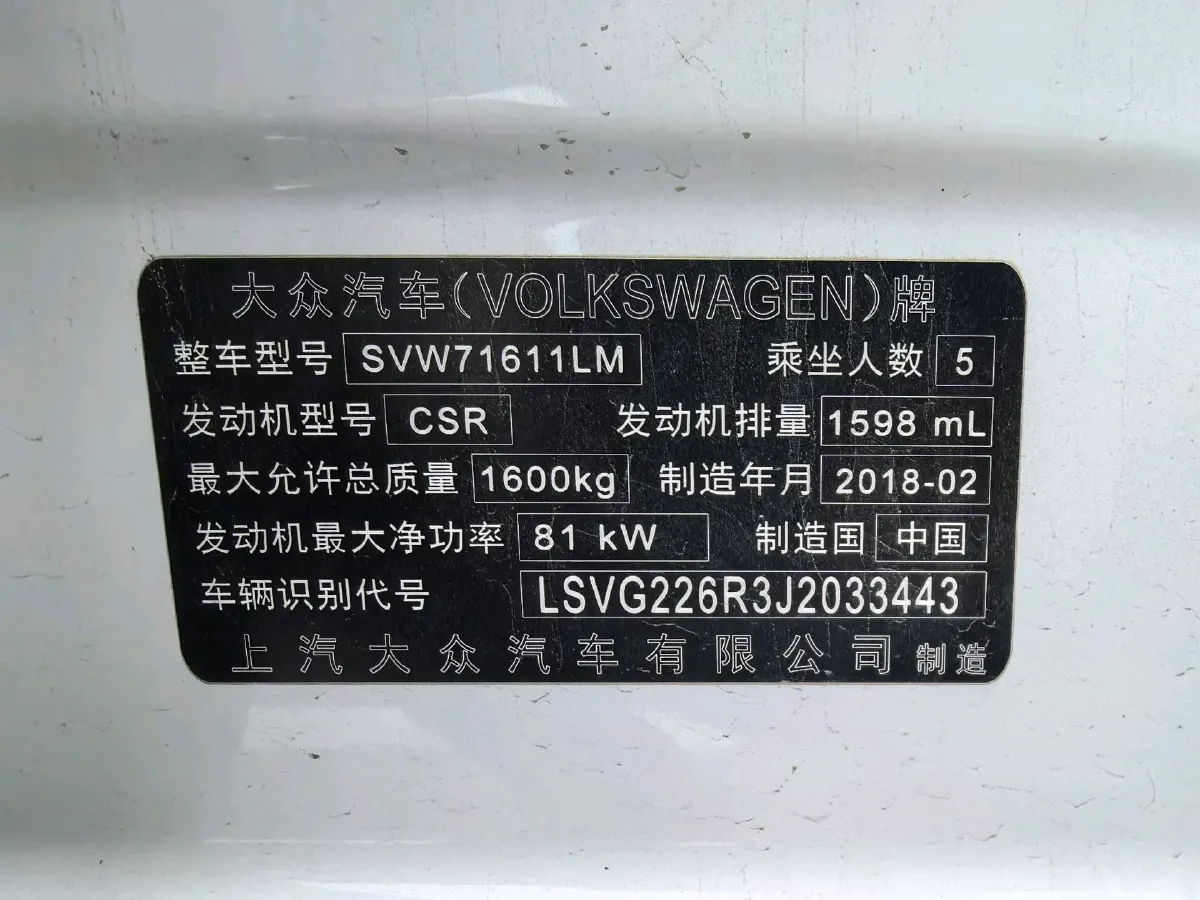 大众汽车(VOLKSWAGEN)牌
整车型号 SVW71611LM 乘坐人数 5
发动机型号 CSR 发动机排量 1598 mL
最大允许总质量 1600kg 制造年月 2018-02
发动机最大净功率 81 kW 制造国 中国
车辆识别代号 LSVG226R3J2033443
上汽大众汽车有限公司 制造